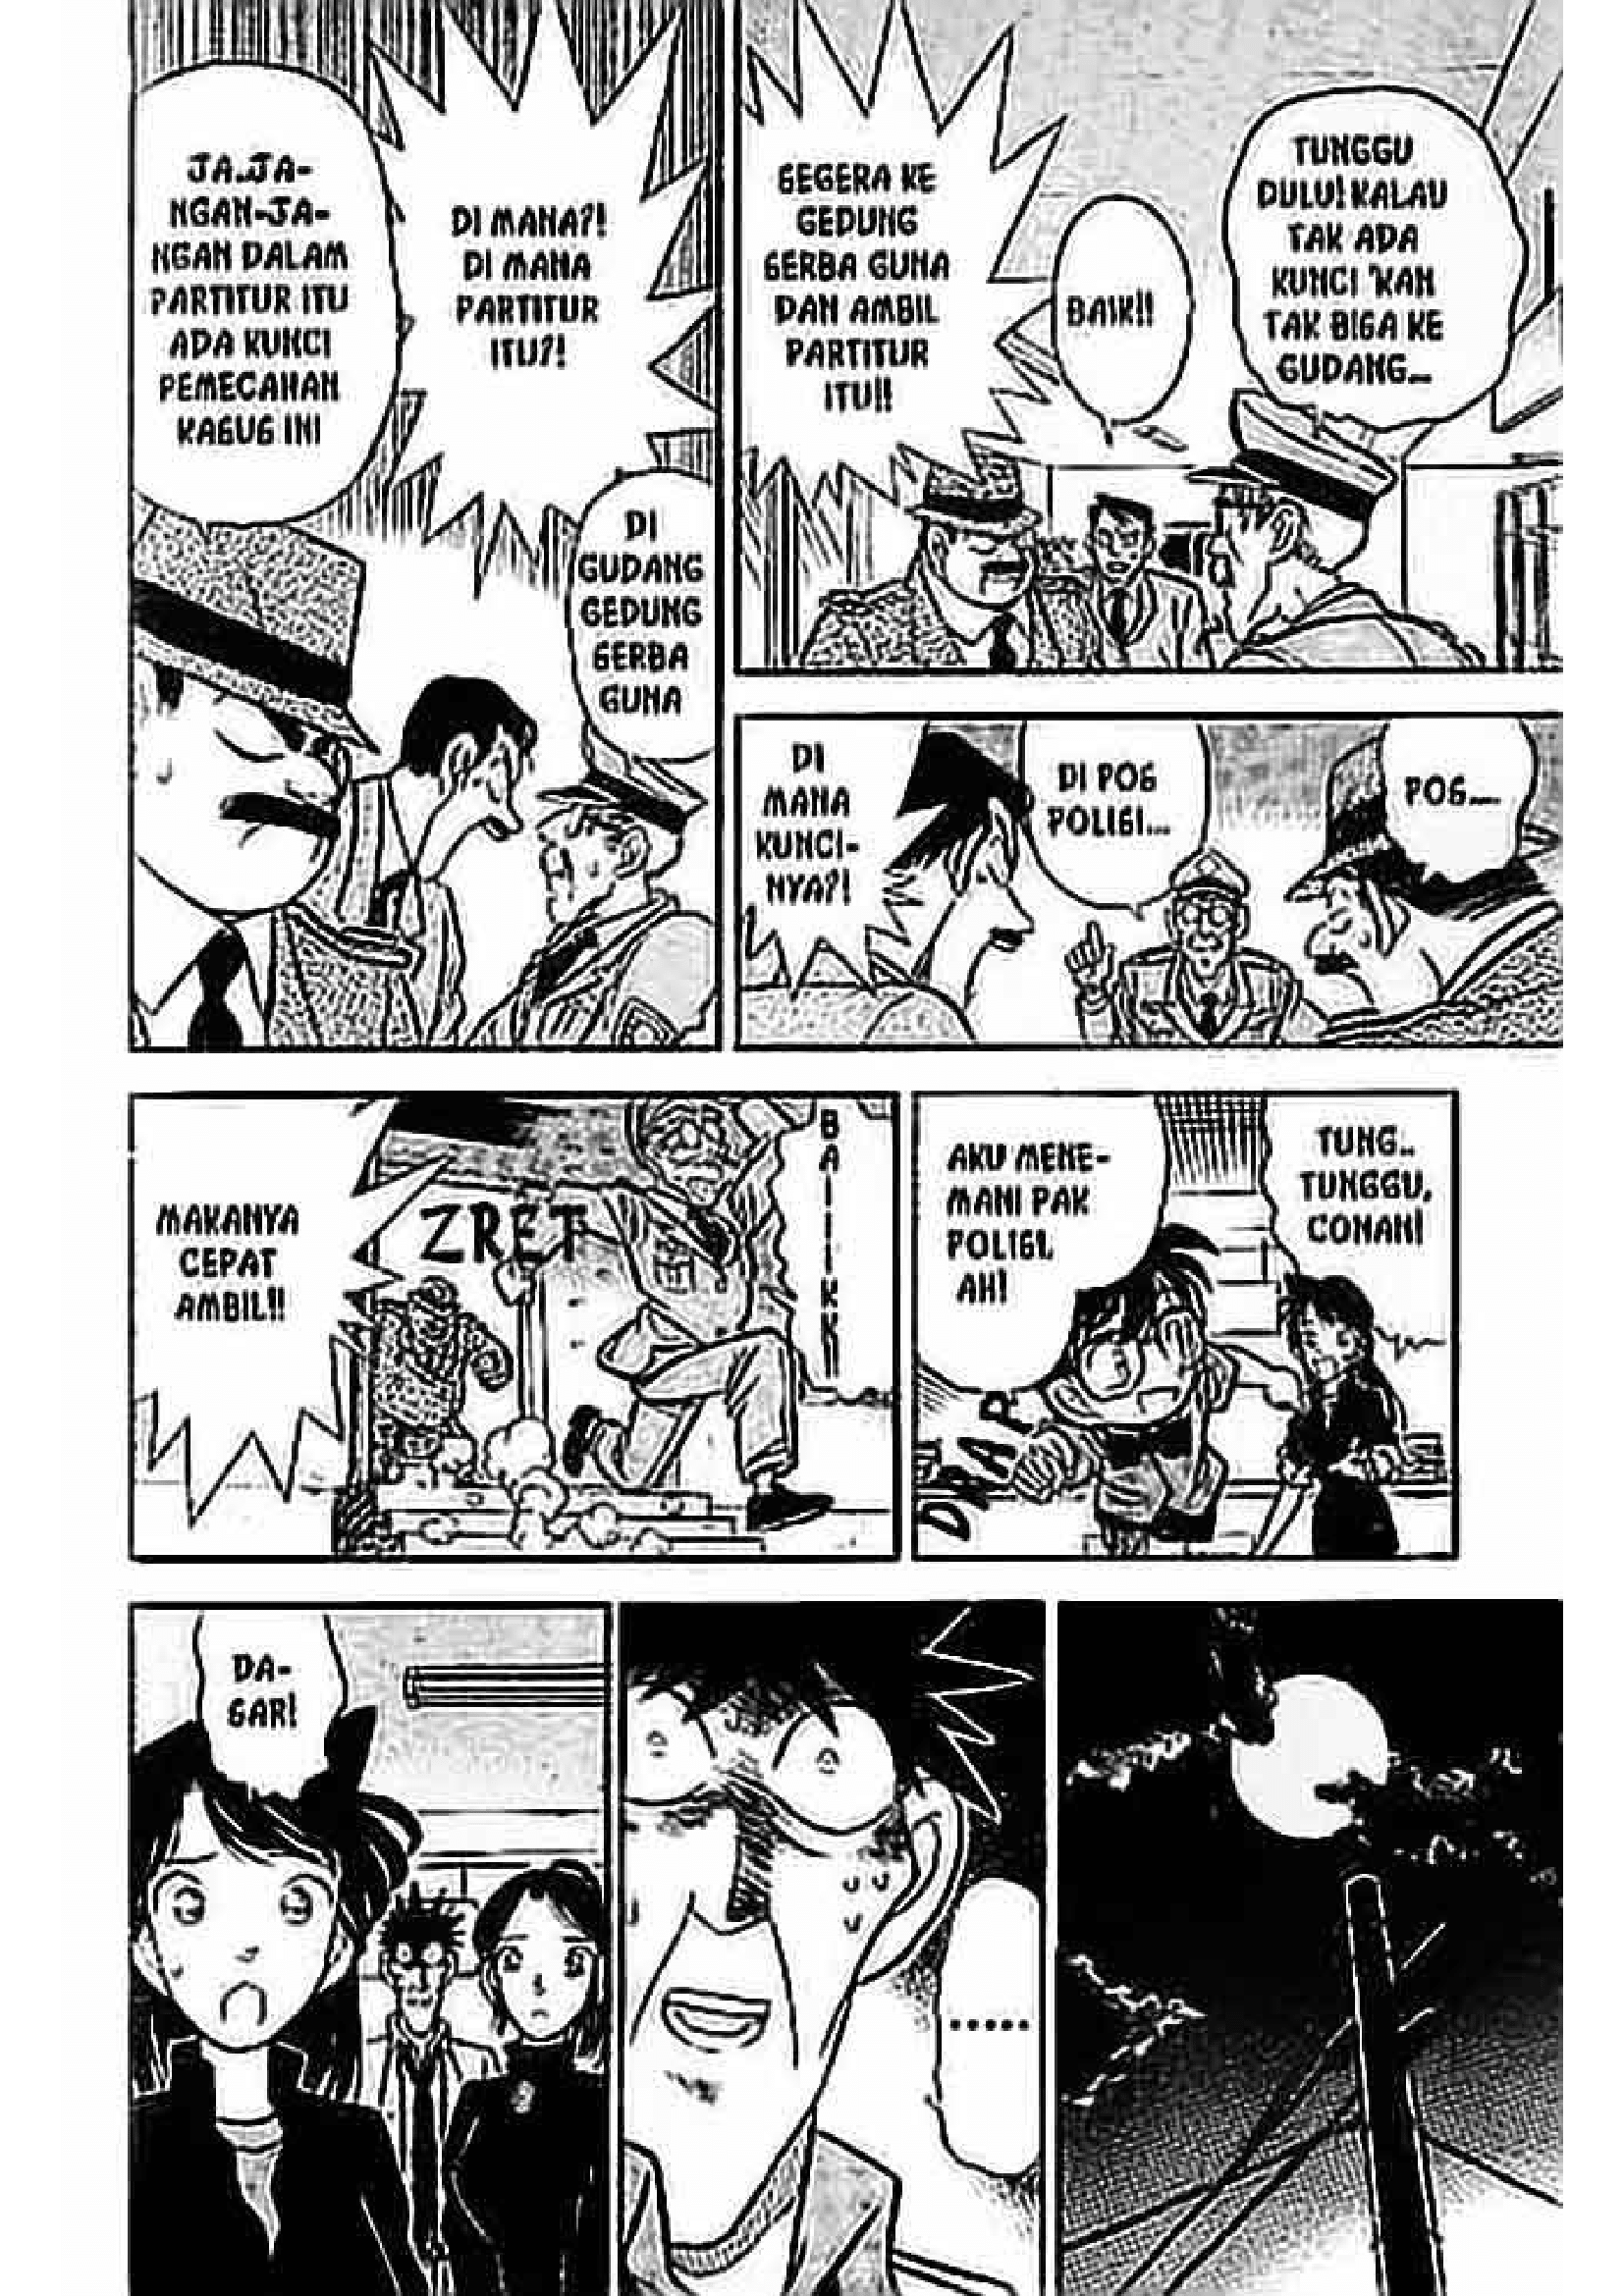 JA..JA-
NGAN-JA-
NGAN DALAM
PARTITUR ITU
ADA KUNCI
PEMECAHAN
KASUS INI
DI MANA?!
DI MANA
PARTITUR
ITU?!
DI
GUDANG
GEDUNG
SERBA
GUNA
SEGERA KE
GEDUNG
SERBA GUNA
DAN AMBIL
PARTITUR
ITU!!
BAIK!!
TUNGGU
DULU! KALAU
TAK ADA
KUNCI 'KAN
TAK BISA KE
GUDANG...
DI
MANA
KUNCI-
NYA?!
DI POS
POLISI...
POS....
MAKANYA
CEPAT
AMBIL!!
ZRET
BAIIIKK!!
AKU MENE-
MANI PAK
POLISI,
AH!
DRAP
TUNG..
TUNGGU,
CONAN!
DA-
SAR!
.....